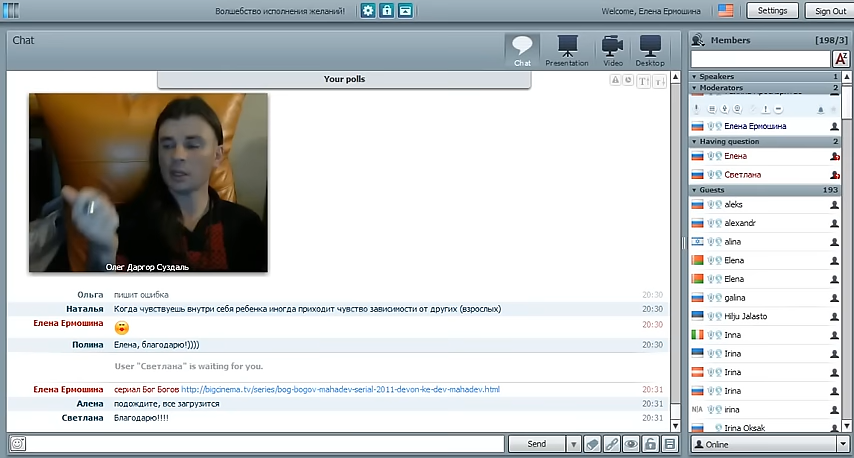 Волшебство исполнения желаний!
Welcome, Елена Ермошина
Settings
Sign Out
Chat
Chat
Presentation
Video
Desktop
Your polls
Олег Даргор Суздаль
Ольга пишит ошибка 20:30
Наталья Когда чувствуешь внутри себя ребенка иногда приходит чувство зависимости от других (взрослых) 20:30
Елена Ермошина 20:30
Полина Елена, благодарю!)))) 20:30
User "Светлана" is waiting for you.
Елена Ермошина сериал Бог Богов http://bigcinema.tv/series/bog-bogov-mahadev-serial-2011-devon-ke-dev-mahadev.html 20:31
Алена подождите, все загрузится 20:31
Светлана Благодарю!!!! 20:31
Send
Members [198/3]
Speakers 1
Moderators 2
Елена Ермошина
Having question 2
Елена
Светлана
Guests 193
aleks
alexandr
alina
Elena
Elena
galina
Hilju Jalasto
Inna
Irina
Irina
Irina
N/A irina
Irina Oksak
Online